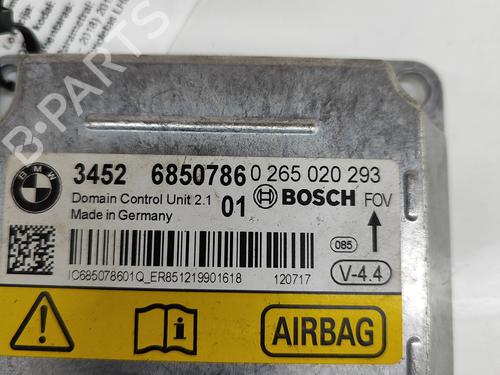 BMW
3452 6850786 0 265 020 293
Domain Control Unit 2.1 01 BOSCH FOV
Made in Germany
085
IC685078601Q_ER851219901618 120717 V-4.4
AIRBAG
B-PARTS